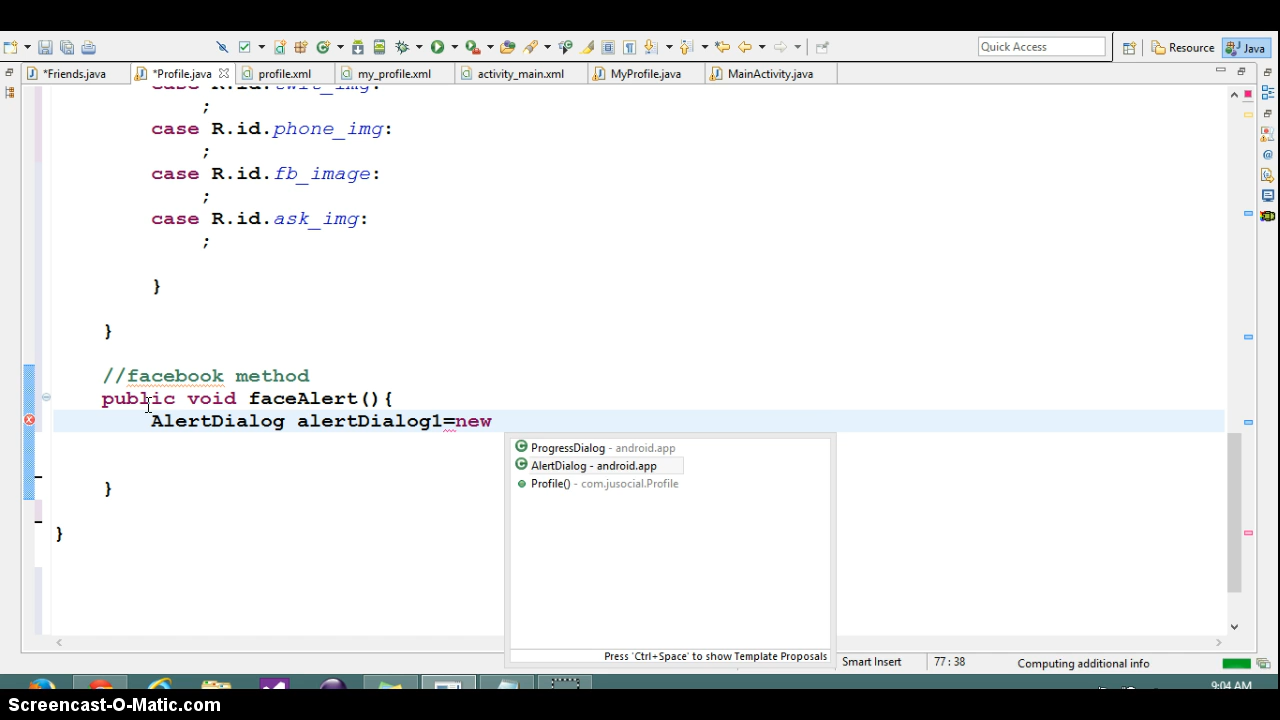 Quick Access
Resource
Java
*Friends.java
*Profile.java
profile.xml
my_profile.xml
activity_main.xml
MyProfile.java
MainActivity.java
case R.id.twit_img:
;
case R.id.phone_img:
;
case R.id.fb_image:
;
case R.id.ask_img:
;
}
}
//facebook method
public void faceAlert(){
AlertDialog alertDialog1=new
ProgressDialog - android.app
AlertDialog - android.app
Profile() - com.jusocial.Profile
}
}
Press 'Ctrl+Space' to show Template Proposals
Smart Insert
77 : 38
Computing additional info
9:04 AM
Screencast-O-Matic.com